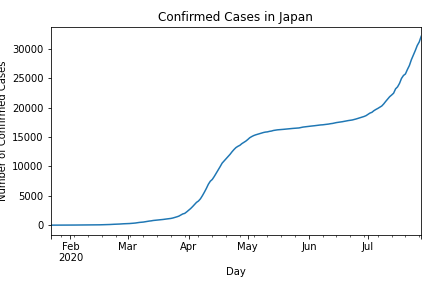 Confirmed Cases in Japan
Number of Confirmed Cases
30000
25000
20000
15000
10000
5000
0
Feb Mar Apr May Jun Jul
2020
Day